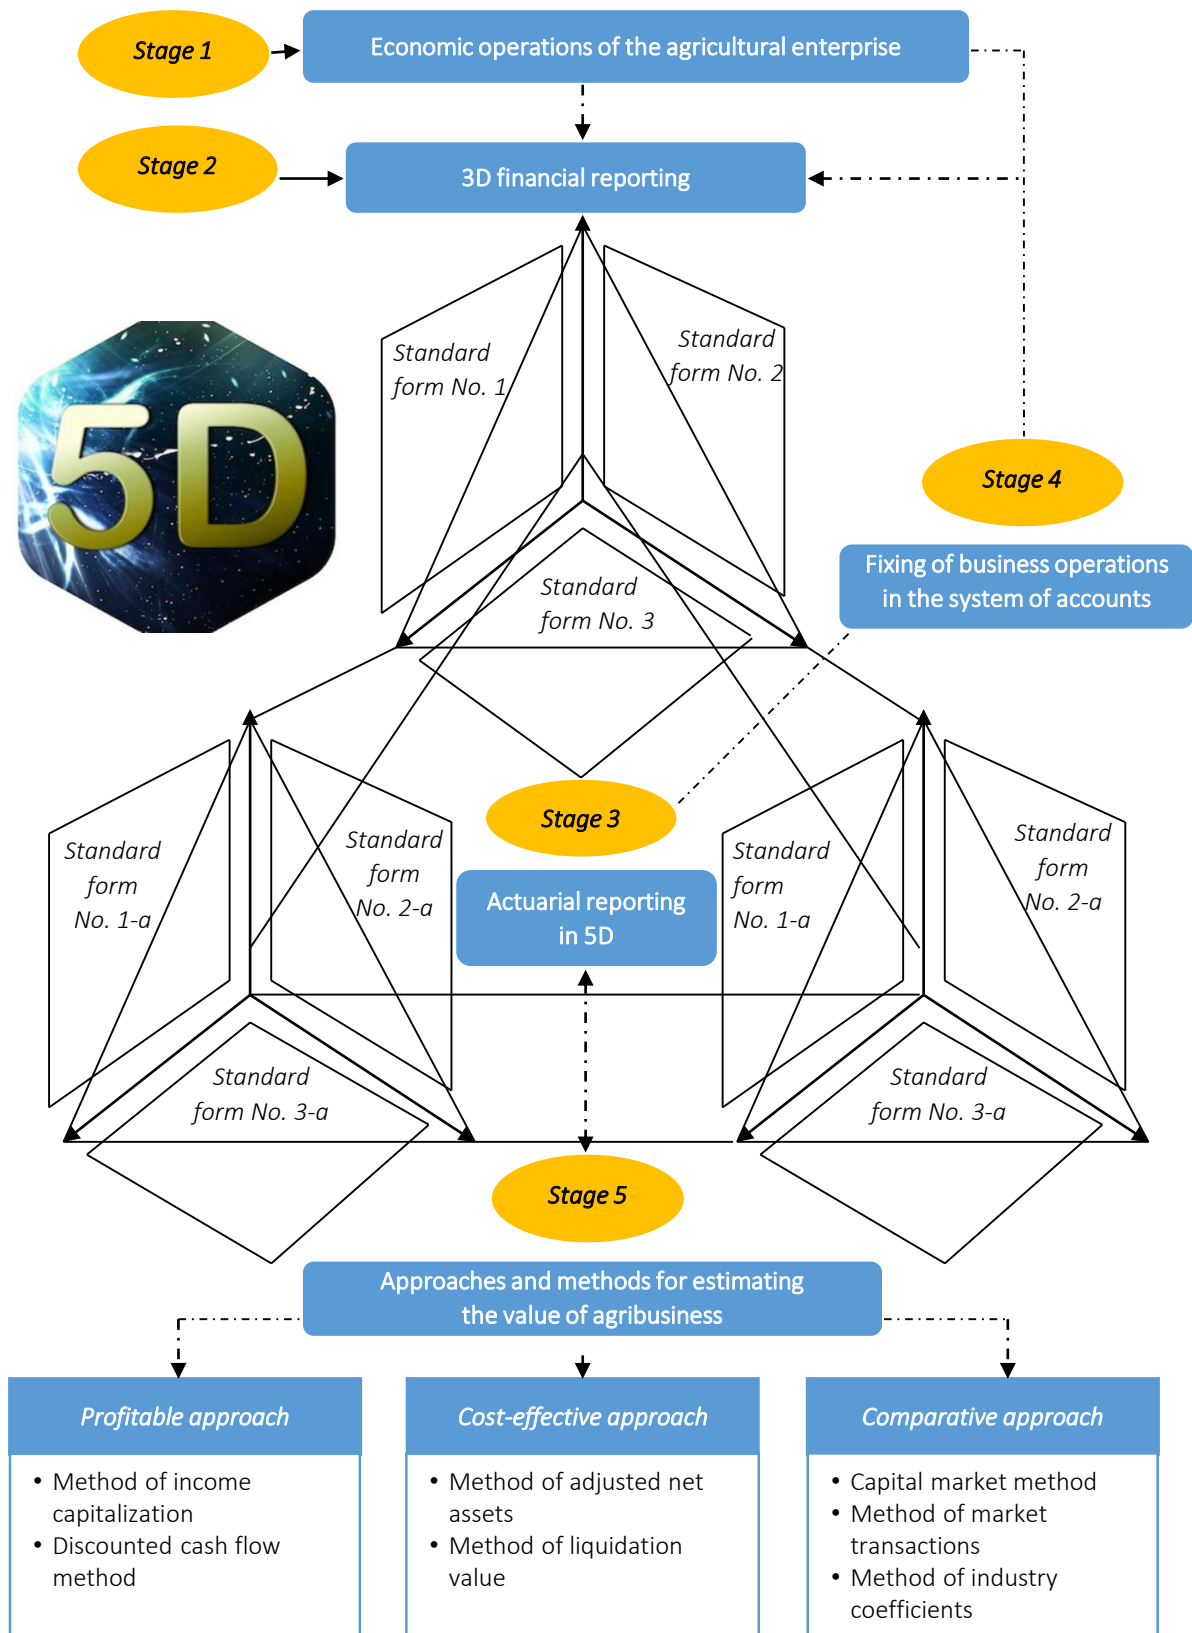 Stage 1
Economic operations of the agricultural enterprise
Stage 2
3D financial reporting
Standard
form No. 1
Standard
form No. 2
5D
Stage 4
Fixing of business operations
in the system of accounts
Standard
form No. 3
Stage 3
Standard
form
No. 1-a
Standard
form
No. 2-a
Actuarial reporting
in 5D
Standard
form
No. 1-a
Standard
form
No. 2-a
Standard
form No. 3-a
Standard
form No. 3-a
Stage 5
Approaches and methods for estimating
the value of agribusiness
Profitable approach
• Method of income
capitalization
• Discounted cash flow
method
Cost-effective approach
• Method of adjusted net
assets
• Method of liquidation
value
Comparative approach
• Capital market method
• Method of market
transactions
• Method of industry
coefficients